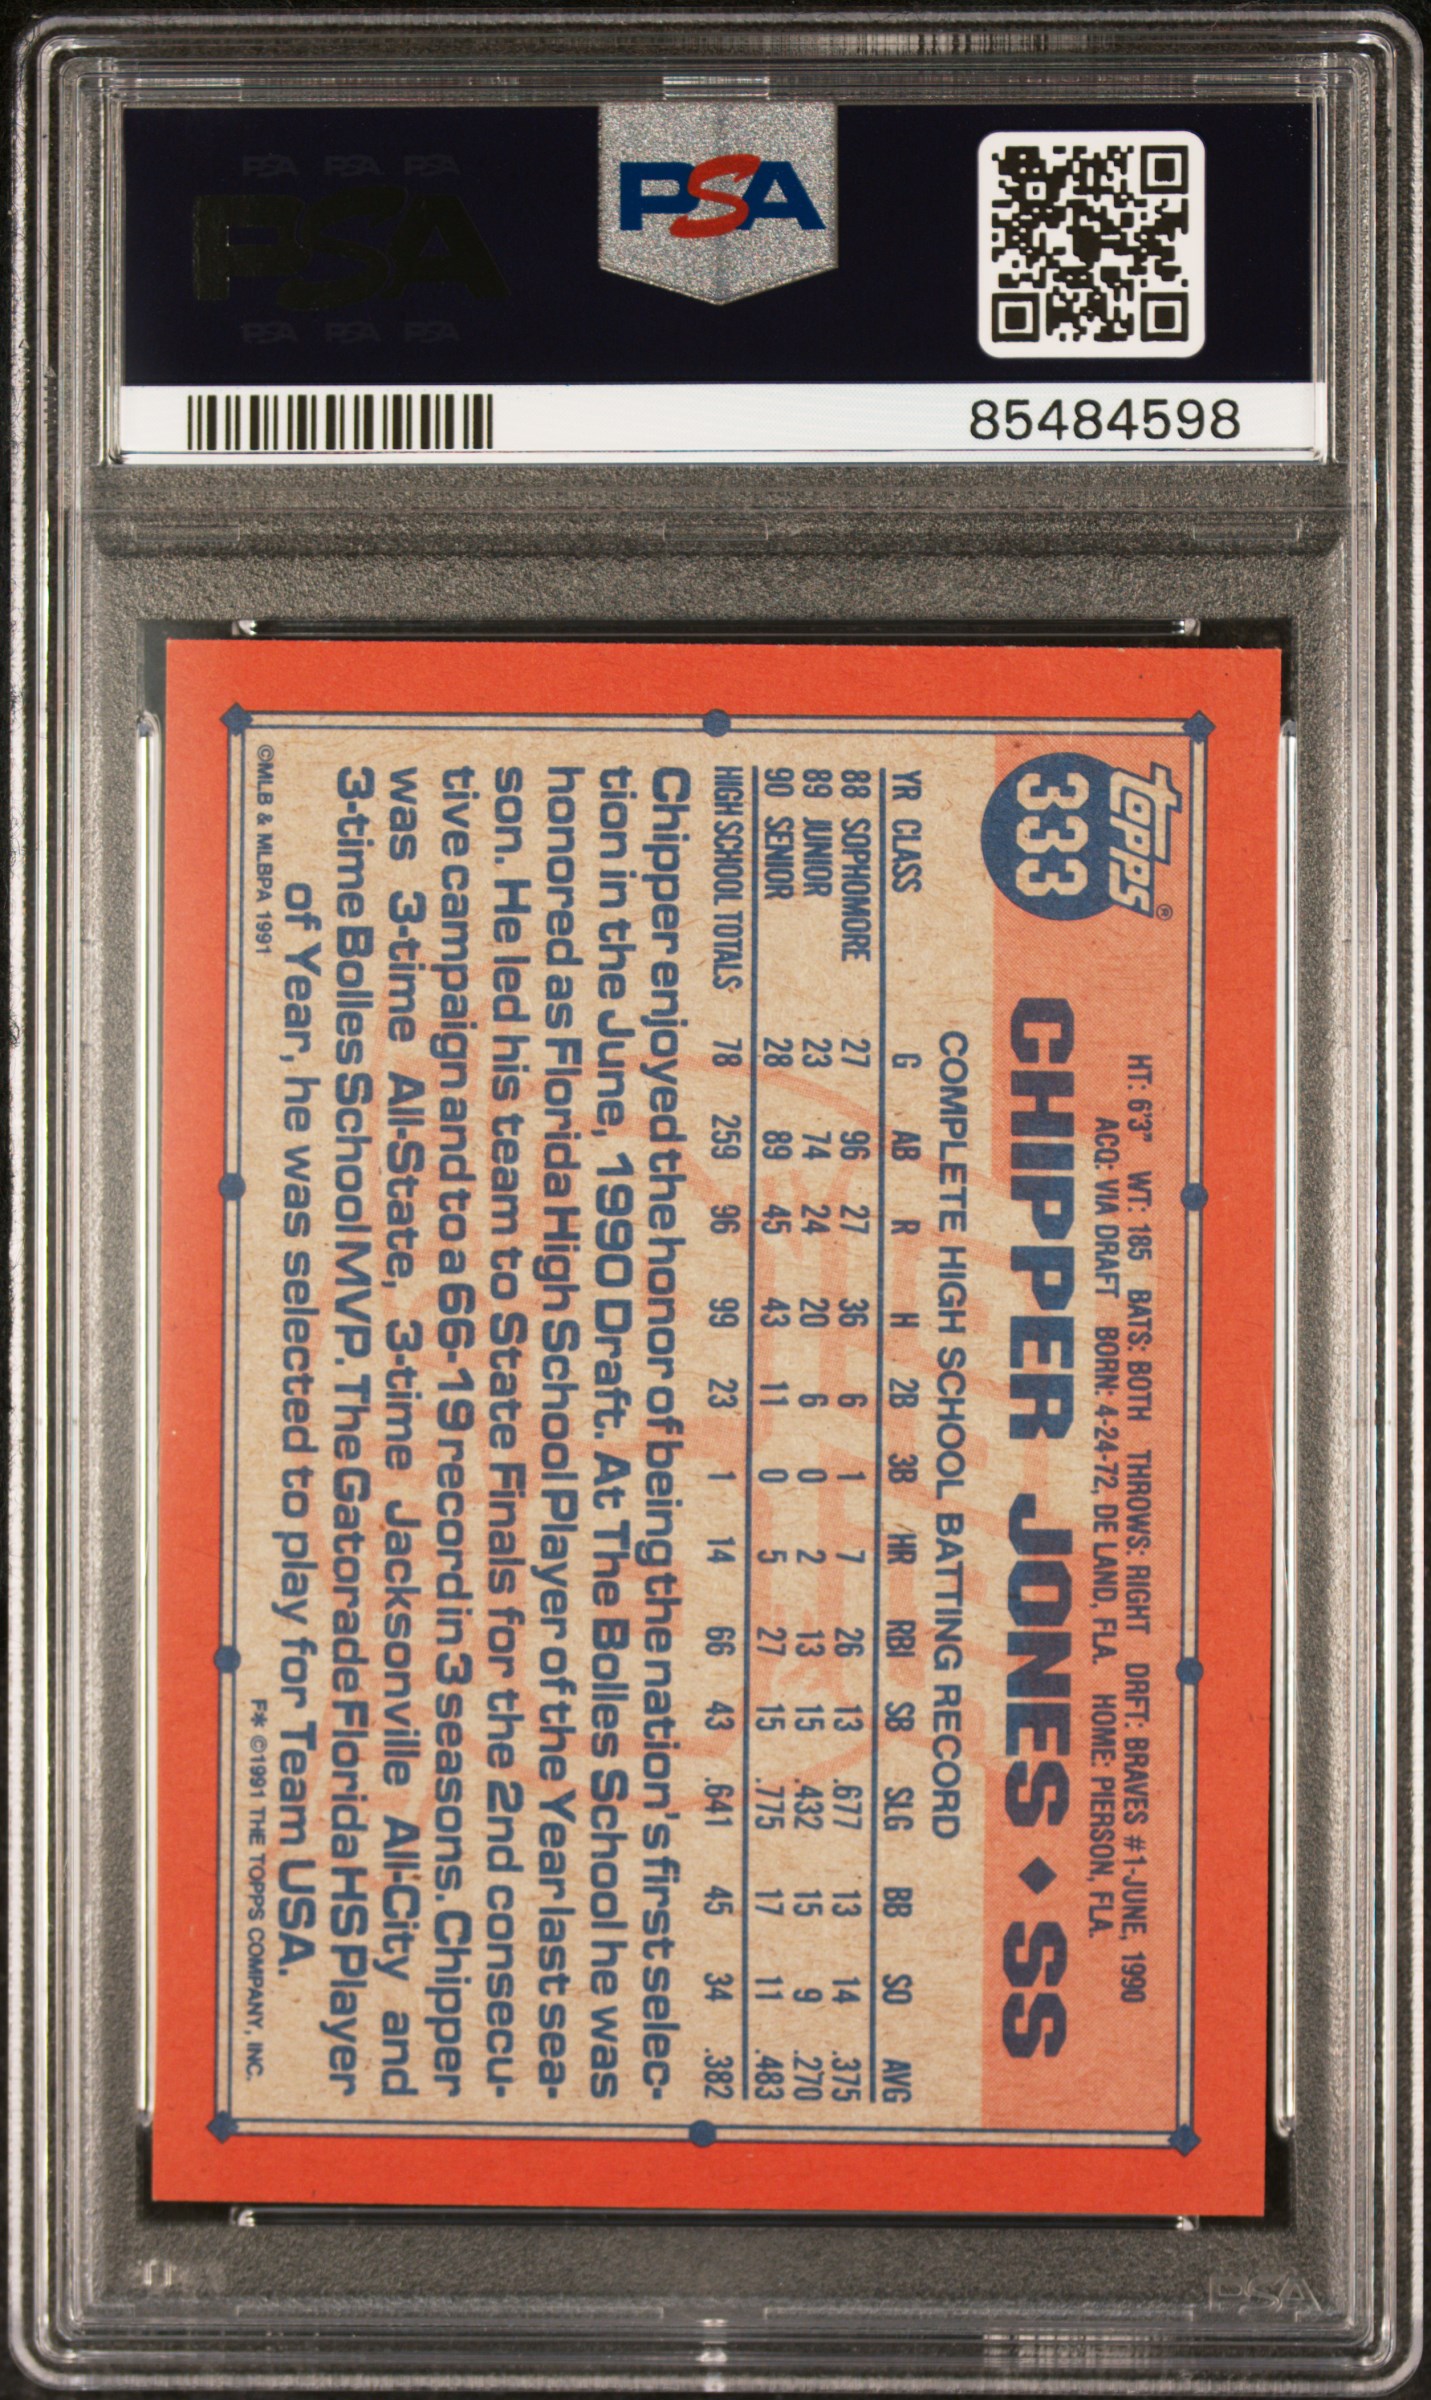 PSA PSA PSA
PSA
PSA PSA PSA
PSA
85484598
topps®
333
HT: 6'3" WT: 185 BATS: BOTH THROWS: RIGHT DRFT: BRAVES #1-JUNE, 1990
ACQ: VIA DRAFT BORN: 4-24-72, DE LAND, FLA. HOME: PIERSON, FLA.
CHIPPER JONES ♦ SS
COMPLETE HIGH SCHOOL BATTING RECORD
YR CLASS G AB R H 2B 3B HR RBI SB SLG BB SO AVG
88 SOPHOMORE 27 96 27 36 6 1 7 26 13 .677 13 14 .375
89 JUNIOR 23 74 24 20 6 0 2 13 15 .432 15 9 .270
90 SENIOR 28 89 45 43 11 0 5 27 15 .775 17 11 .483
HIGH SCHOOL TOTALS 78 259 96 99 23 1 14 66 43 .641 45 34 .382
Chipper enjoyed the honor of being the nation's first selec-
tion in the June, 1990 Draft. At The Bolles School he was
honored as Florida High School Player of the Year last sea-
son. He led his team to State Finals for the 2nd consecu-
tive campaign and to a 66-19 record in 3 seasons. Chipper
was 3-time All-State, 3-time Jacksonville All-City and
3-time Bolles School MVP. The Gatorade Florida HS Player
of Year, he was selected to play for Team USA.
©MLB & MLBPA 1991 F* ©1991 THE TOPPS COMPANY, INC.
PSA